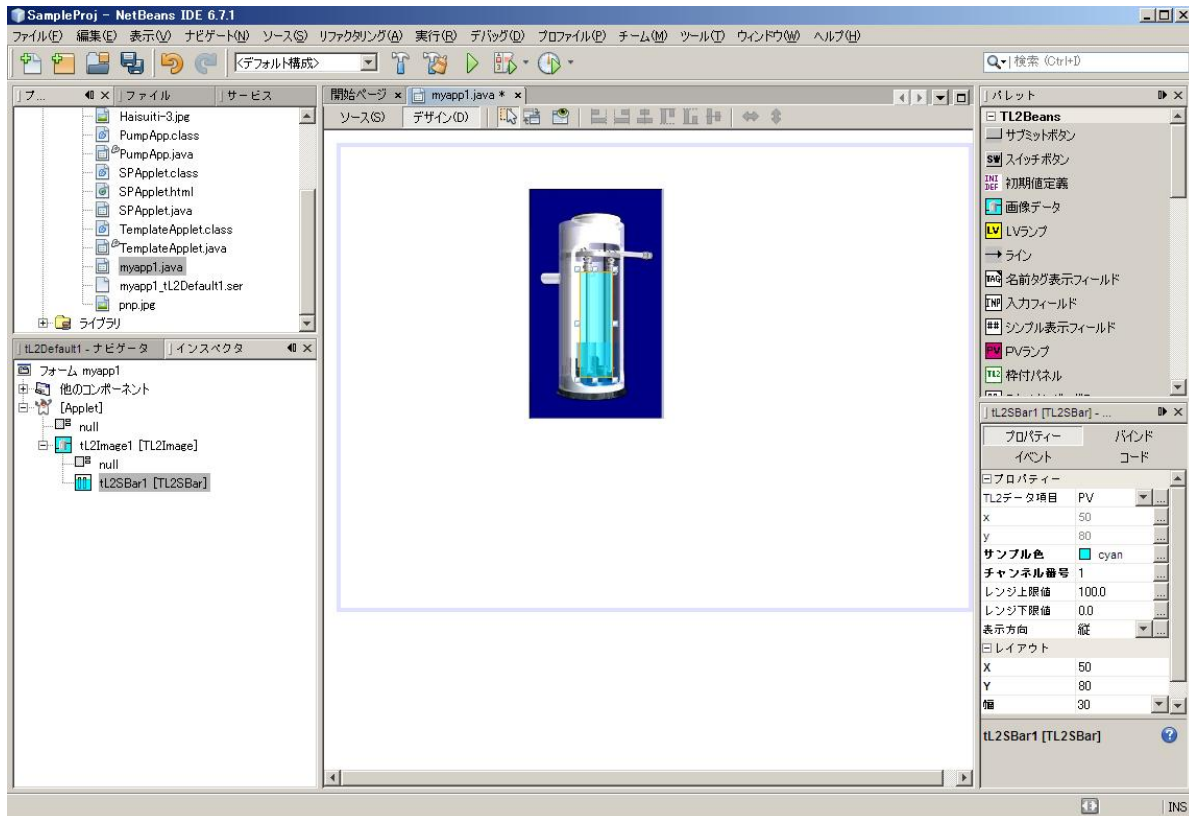 SampleProj - NetBeans IDE 6.7.1
ファイル(F) 編集(E) 表示(V) ナビゲート(N) ソース(S) リファクタリング(A) 実行(R) デバッグ(D) プロファイル(P) チーム(M) ツール(T) ウィンドウ(W) ヘルプ(H)
<デフォルト構成>
検索 (Ctrl+I)
プ... ファイル サービス
Haisuiti-3.jpg
PumpApp.class
PumpApp.java
SPApplet.class
SPApplet.html
SPApplet.java
TemplateApplet.class
TemplateApplet.java
myapp1.java
myapp1_tL2Default1.ser
pnp.jpg
ライブラリ
tL2Default1 - ナビゲータ インスペクタ
フォーム myapp1
他のコンポーネント
[Applet]
null
tL2Image1 [TL2Image]
null
tL2SBar1 [TL2SBar]
開始ページ myapp1.java *
ソース(S) デザイン(D)
パレット
TL2Beans
サブミットボタン
SW スイッチボタン
INI DEF 初期値定義
画像データ
LV LVランプ
ライン
TAG 名前タグ表示フィールド
INP 入力フィールド
## シンプル表示フィールド
PV PVランプ
TL2 枠付パネル
tL2SBar1 [TL2SBar] - ...
プロパティー バインド
イベント コード
プロパティー
TL2データ項目 PV
x 50
y 80
サンプル色 cyan
チャンネル番号 1
レンジ上限値 100.0
レンジ下限値 0.0
表示方向 縦
レイアウト
X 50
Y 80
幅 30
tL2SBar1 [TL2SBar]
INS